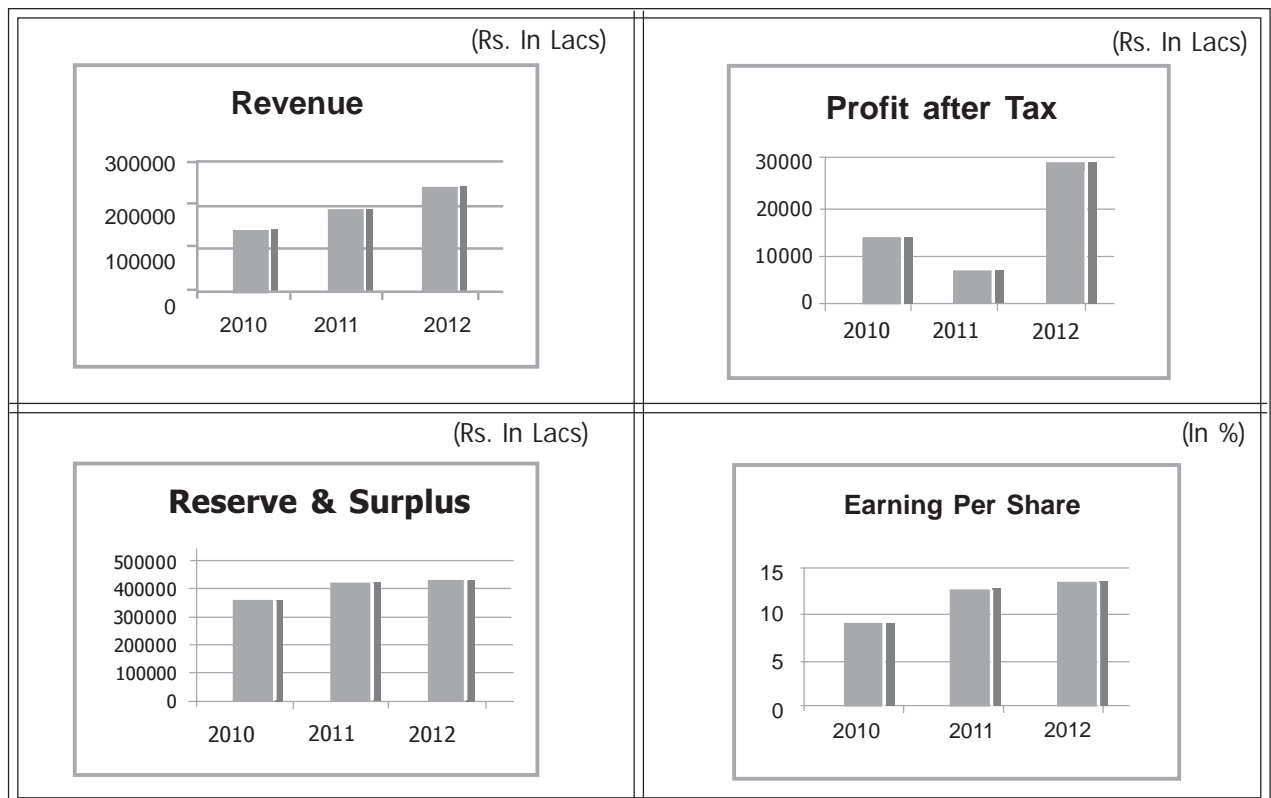 (Rs. In Lacs)
Revenue
300000
200000
100000
0
2010 2011 2012
(Rs. In Lacs)
Profit after Tax
30000
20000
10000
0
2010 2011 2012
(Rs. In Lacs)
Reserve & Surplus
500000
400000
300000
200000
100000
0
2010 2011 2012
(In %)
Earning Per Share
15
10
5
0
2010 2011 2012